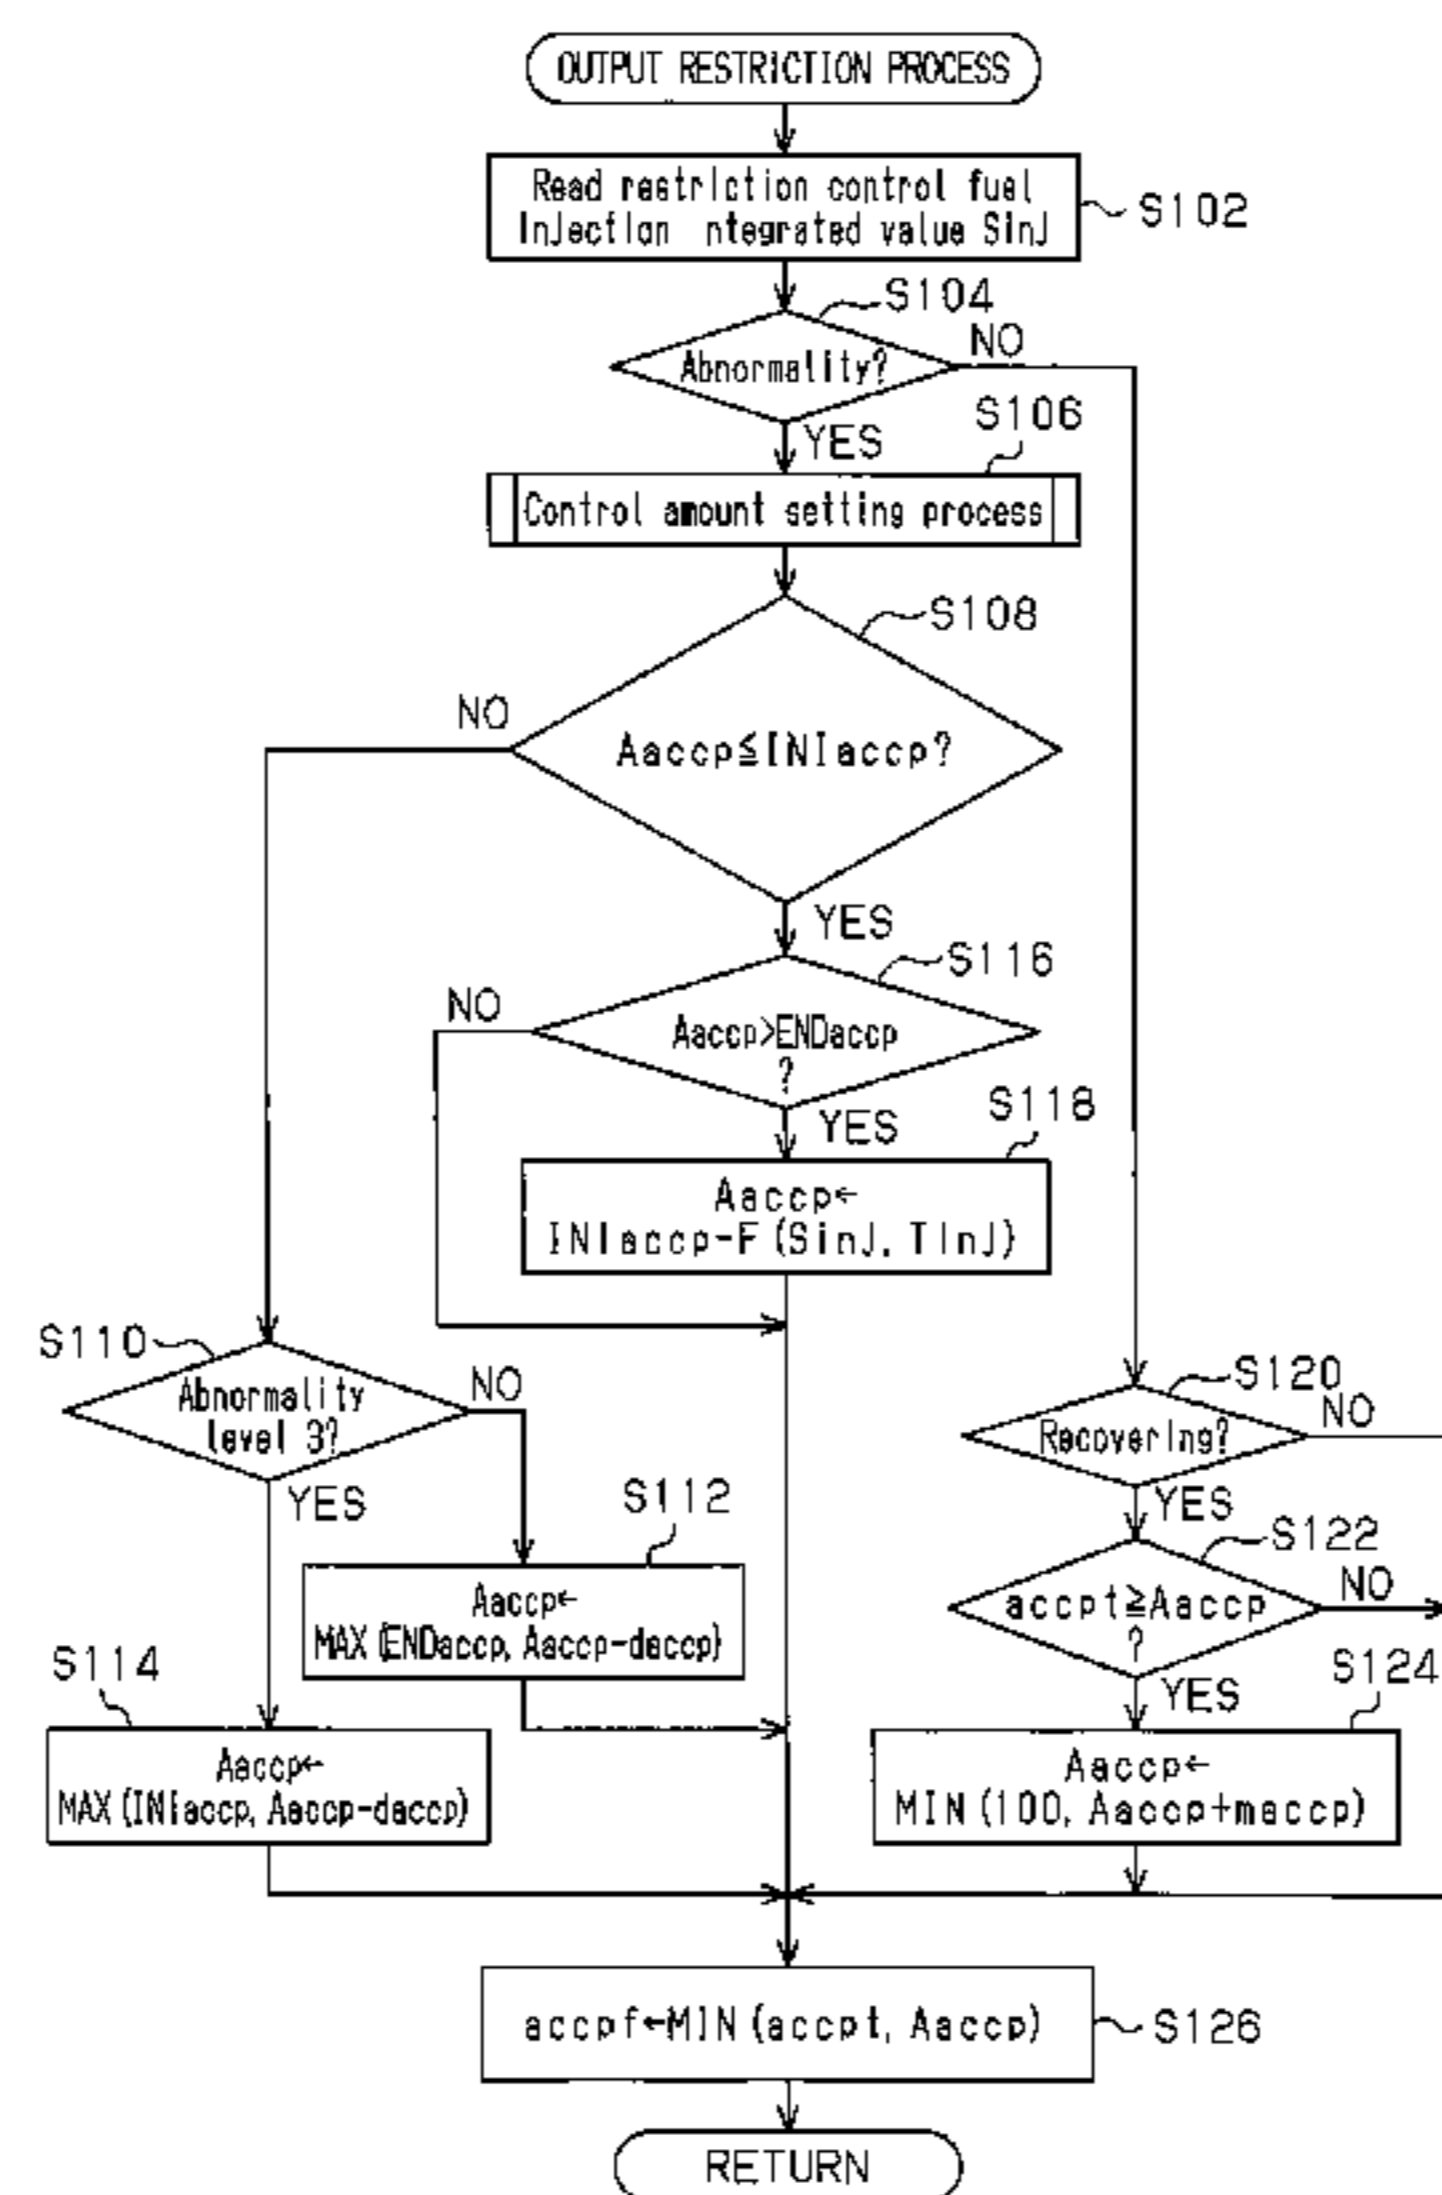 OUTPUT RESTRICTION PROCESS
Read restriction control fuel
Injection ntegrated value SinJ
S102
S104
Abnormality?
NO
YES
S106
Control amount setting process
S108
Aaccp≦INIaccp?
NO
YES
S116
Aaccp>ENDaccp
?
NO
YES
S118
Aaccp←
INIaccp-F(SinJ, TinJ)
S110
Abnormality
level 3?
NO
YES
S112
Aaccp←
MAX(ENDaccp, Aaccp-daccp)
S114
Aaccp←
MAX(INIaccp, Aaccp-daccp)
S120
Recovering?
NO
YES
S122
accpt≧Aaccp
?
NO
YES
S124
Aaccp←
MIN(100, Aaccp+maccp)
accpf←MIN(accpt, Aaccp)
S126
RETURN